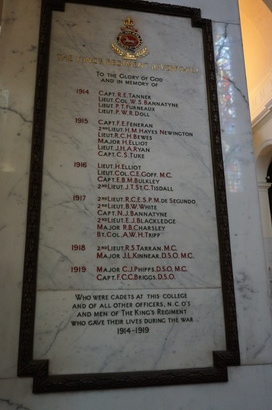 THE KING'S REGIMENT LIVERPOOL
TO THE GLORY OF GOD
AND IN MEMORY OF
1914 CAPT. R.E. TANNER
LIEUT. COL. W.S. BANNATYNE
LIEUT. P.T. FURNEAUX
LIEUT. P.W.R. DOLL
1915 CAPT. F.E. FENERAN
2ND LIEUT. H.M. HAYES NEWINGTON
LIEUT. R.C.H. BEWES
MAJOR H. ELLIOT
LIEUT. J.H.A. RYAN
CAPT. C.S. TUKE
1916 LIEUT. H. ELLIOT
LIEUT. COL. C.E. GOFF. M.C.
CAPT. E.B.M. BULKLEY
2ND LIEUT. J.T. ST C. TISDALL
1917 2ND LIEUT. R.C.E.S.P.M. DE SEGUNDO
2ND LIEUT. B.W. WHITE
CAPT. N.J. BANNATYNE
LIEUT. E.J. BLACKLEDGE
MAJOR R.B. CHARSLEY
BT. COL. A.W.H. TRIPP
1918 2ND LIEUT. R.S. TARRAN. M.C.
MAJOR J.L. KINNEAR. D.S.O. M.C.
1919 MAJOR C.J. PHIPPS D.S.O. M.C.
CAPT. F.C.C. BRIGGS D.S.O.
WHO WERE CADETS AT THIS COLLEGE
AND OF ALL OTHER OFFICERS, N.C.O'S
AND MEN OF THE KING'S REGIMENT
WHO GAVE THEIR LIVES DURING THE WAR
1914-1919